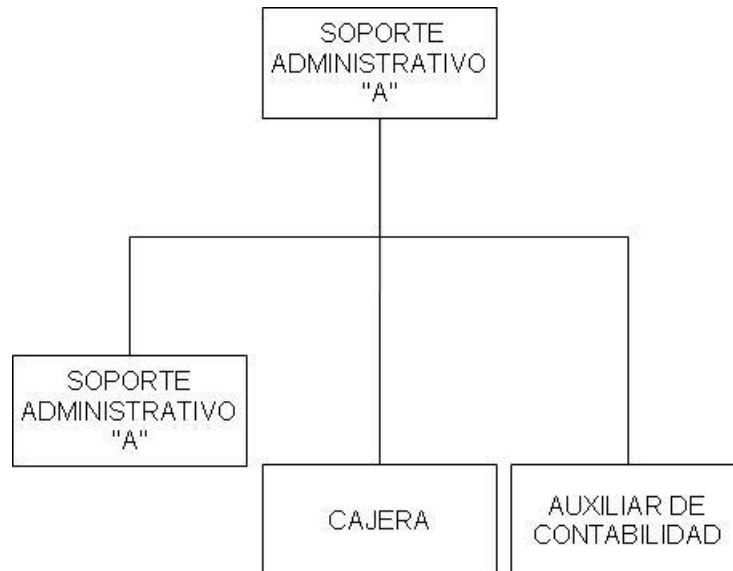 SOPORTE
ADMINISTRATIVO
"A"
SOPORTE
ADMINISTRATIVO
"A"
CAJERA
AUXILIAR DE
CONTABILIDAD